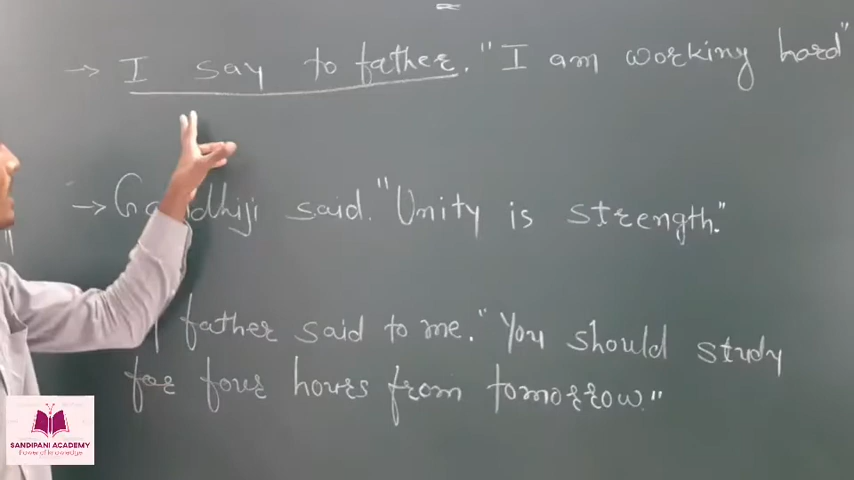 → I say to father. "I am working hard"
→ Gandhiji said. "Unity is strength."
father said to me. "You should study
for four hours from tomorrow."
SANDIPANI ACADEMY
Power of knowledge